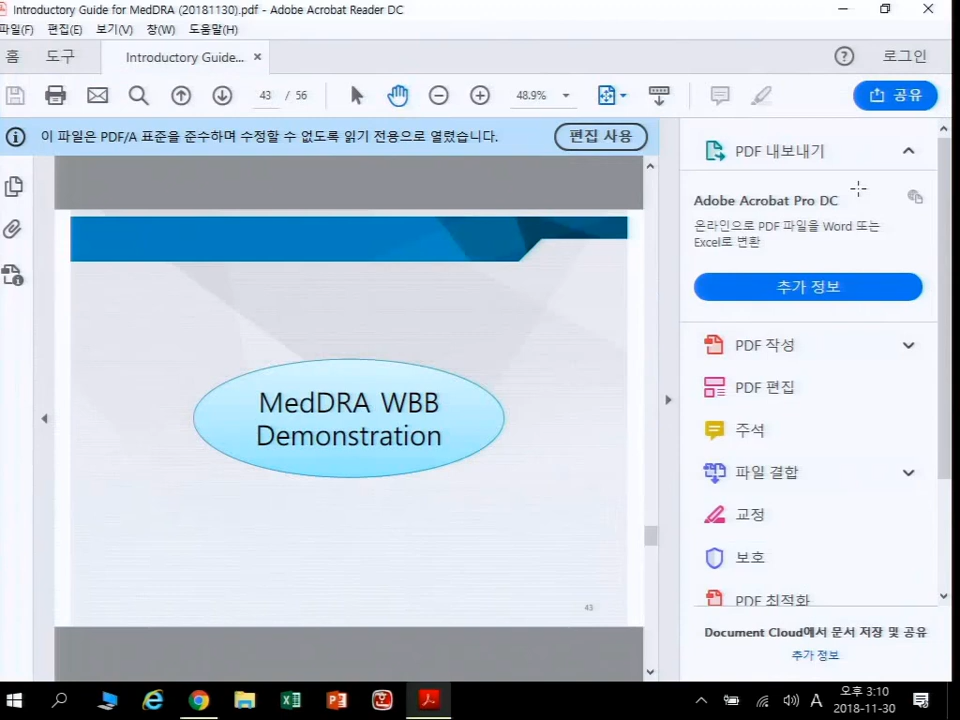 Introductory Guide for MedDRA (20181130).pdf - Adobe Acrobat Reader DC
파일(F) 편집(E) 보기(V) 창(W) 도움말(H)
홈 도구 Introductory Guide... × 로그인
43 / 56 48.9% 공유
이 파일은 PDF/A 표준을 준수하며 수정할 수 없도록 읽기 전용으로 열렸습니다. 편집 사용
MedDRA WBB
Demonstration
43
PDF 내보내기
Adobe Acrobat Pro DC
온라인으로 PDF 파일을 Word 또는
Excel로 변환
추가 정보
PDF 작성
PDF 편집
주석
파일 결합
교정
보호
PDF 최적화
Document Cloud에서 문서 저장 및 공유
추가 정보
A 오후 3:10
2018-11-30